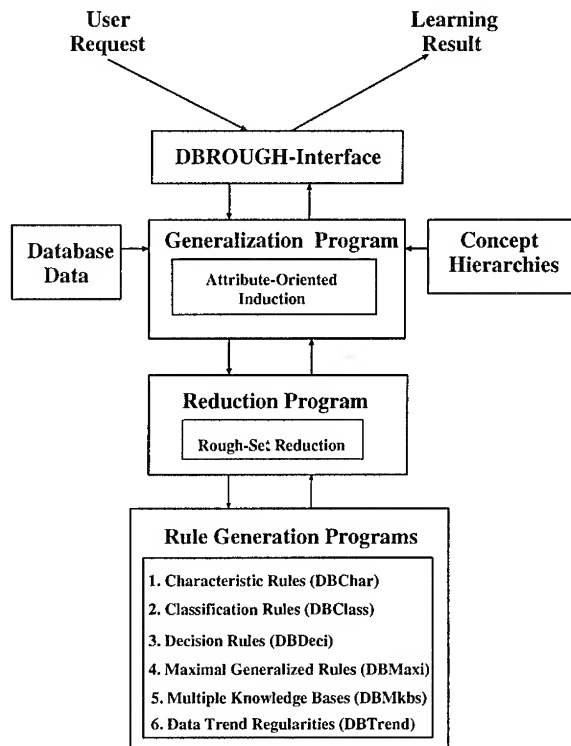 User
Request
Learning
Result
DBROUGH-Interface
Database
Data
Generalization Program
Attribute-Oriented
Induction
Concept
Hierarchies
Reduction Program
Rough-Set Reduction
Rule Generation Programs
1. Characteristic Rules (DBChar)
2. Classification Rules (DBClass)
3. Decision Rules (DBDeci)
4. Maximal Generalized Rules (DBMaxi)
5. Multiple Knowledge Bases (DBMkbs)
6. Data Trend Regularities (DBTrend)